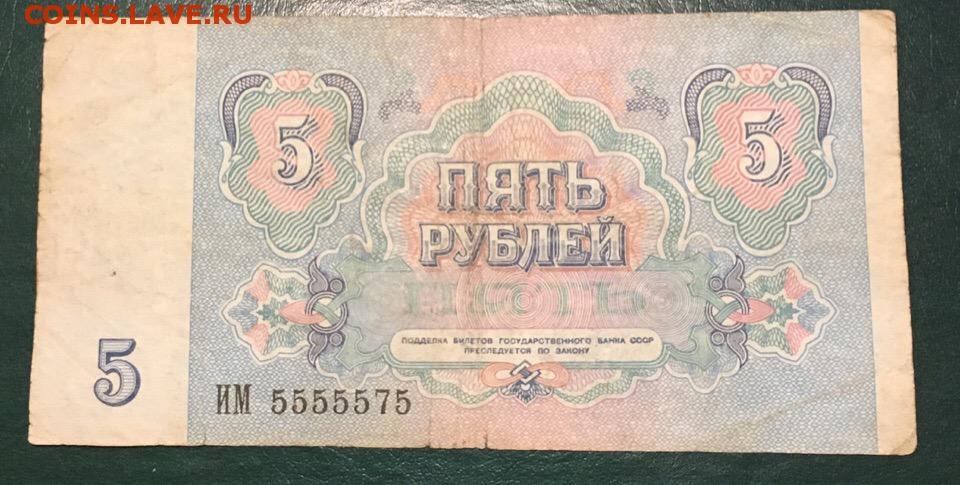 COINS.LAVE.RU
5
5
ПЯТЬ
РУБЛЕЙ
ПОДДЕЛКА БИЛЕТОВ ГОСУДАРСТВЕННОГО БАНКА СССР
ПРЕСЛЕДУЕТСЯ ПО ЗАКОНУ
5
ИМ 5555575